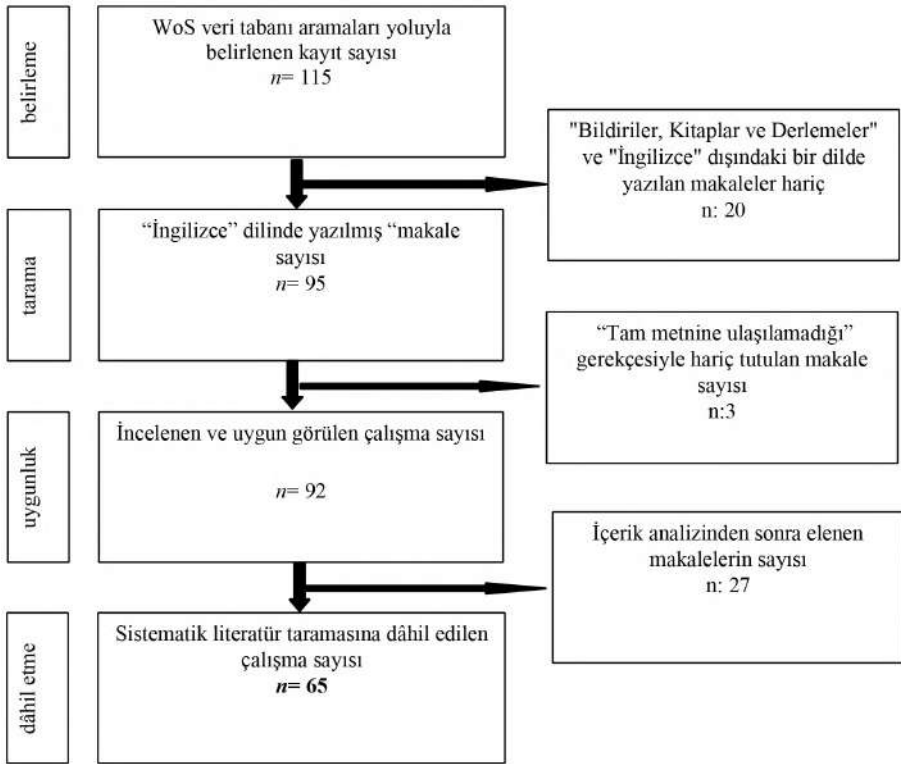 belirleme
WoS veri tabanı aramaları yoluyla
belirlenen kayıt sayısı
n= 115
"Bildiriler, Kitaplar ve Derlemeler"
ve "İngilizce" dışındaki bir dilde
yazılan makaleler hariç
n: 20
tarama
“İngilizce” dilinde yazılmış “makale
sayısı
n= 95
“Tam metnine ulaşılamadığı”
gerekçesiyle hariç tutulan makale
sayısı
n:3
uygunluk
İncelenen ve uygun görülen çalışma sayısı
n= 92
İçerik analizinden sonra elenen
makalelerin sayısı
n: 27
dâhil etme
Sistematik literatür taramasına dâhil edilen
çalışma sayısı
n= 65